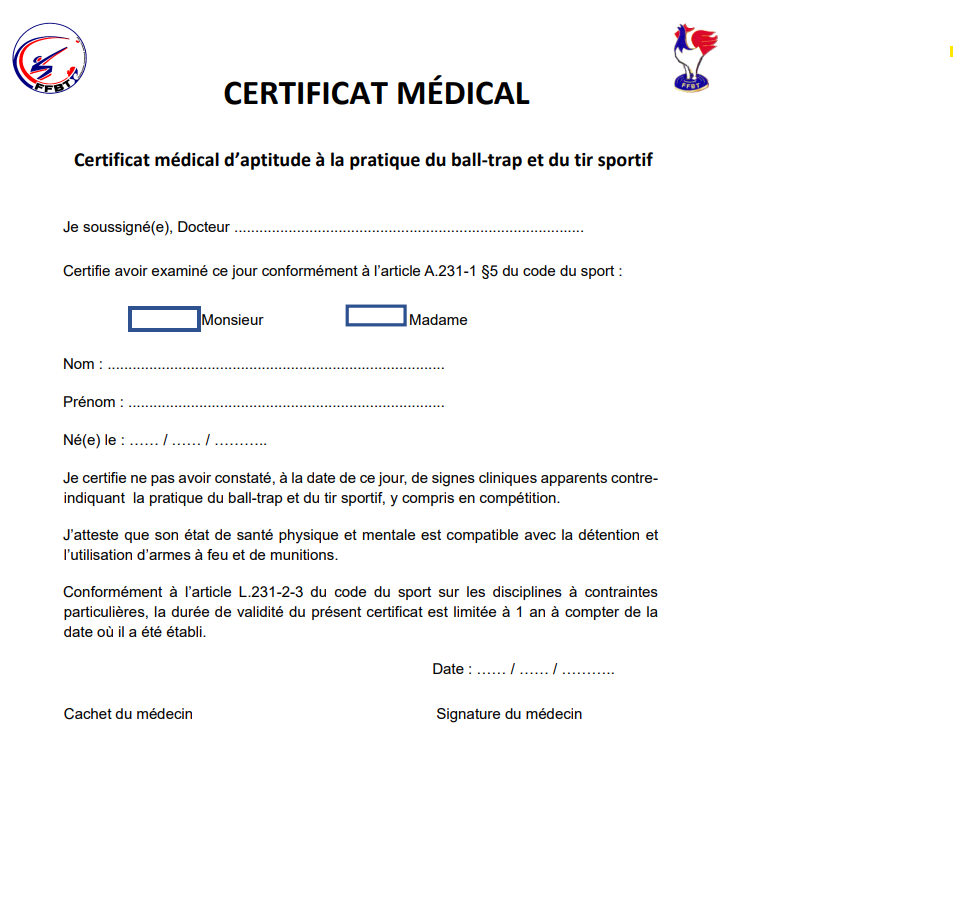 FFBT
FFBT
CERTIFICAT MÉDICAL
Certificat médical d’aptitude à la pratique du ball-trap et du tir sportif
Je soussigné(e), Docteur ....................................................................................
Certifie avoir examiné ce jour conformément à l’article A.231-1 §5 du code du sport :
Monsieur Madame
Nom : .................................................................................
Prénom : ............................................................................
Né(e) le : …… / …… / ………..
Je certifie ne pas avoir constaté, à la date de ce jour, de signes cliniques apparents contre-
indiquant  la pratique du ball-trap et du tir sportif, y compris en compétition.
J’atteste que son état de santé physique et mentale est compatible avec la détention et
l’utilisation d’armes à feu et de munitions.
Conformément à l’article L.231-2-3 du code du sport sur les disciplines à contraintes
particulières, la durée de validité du présent certificat est limitée à 1 an à compter de la
date où il a été établi.
Date : …… / …… / ………..
Cachet du médecin Signature du médecin